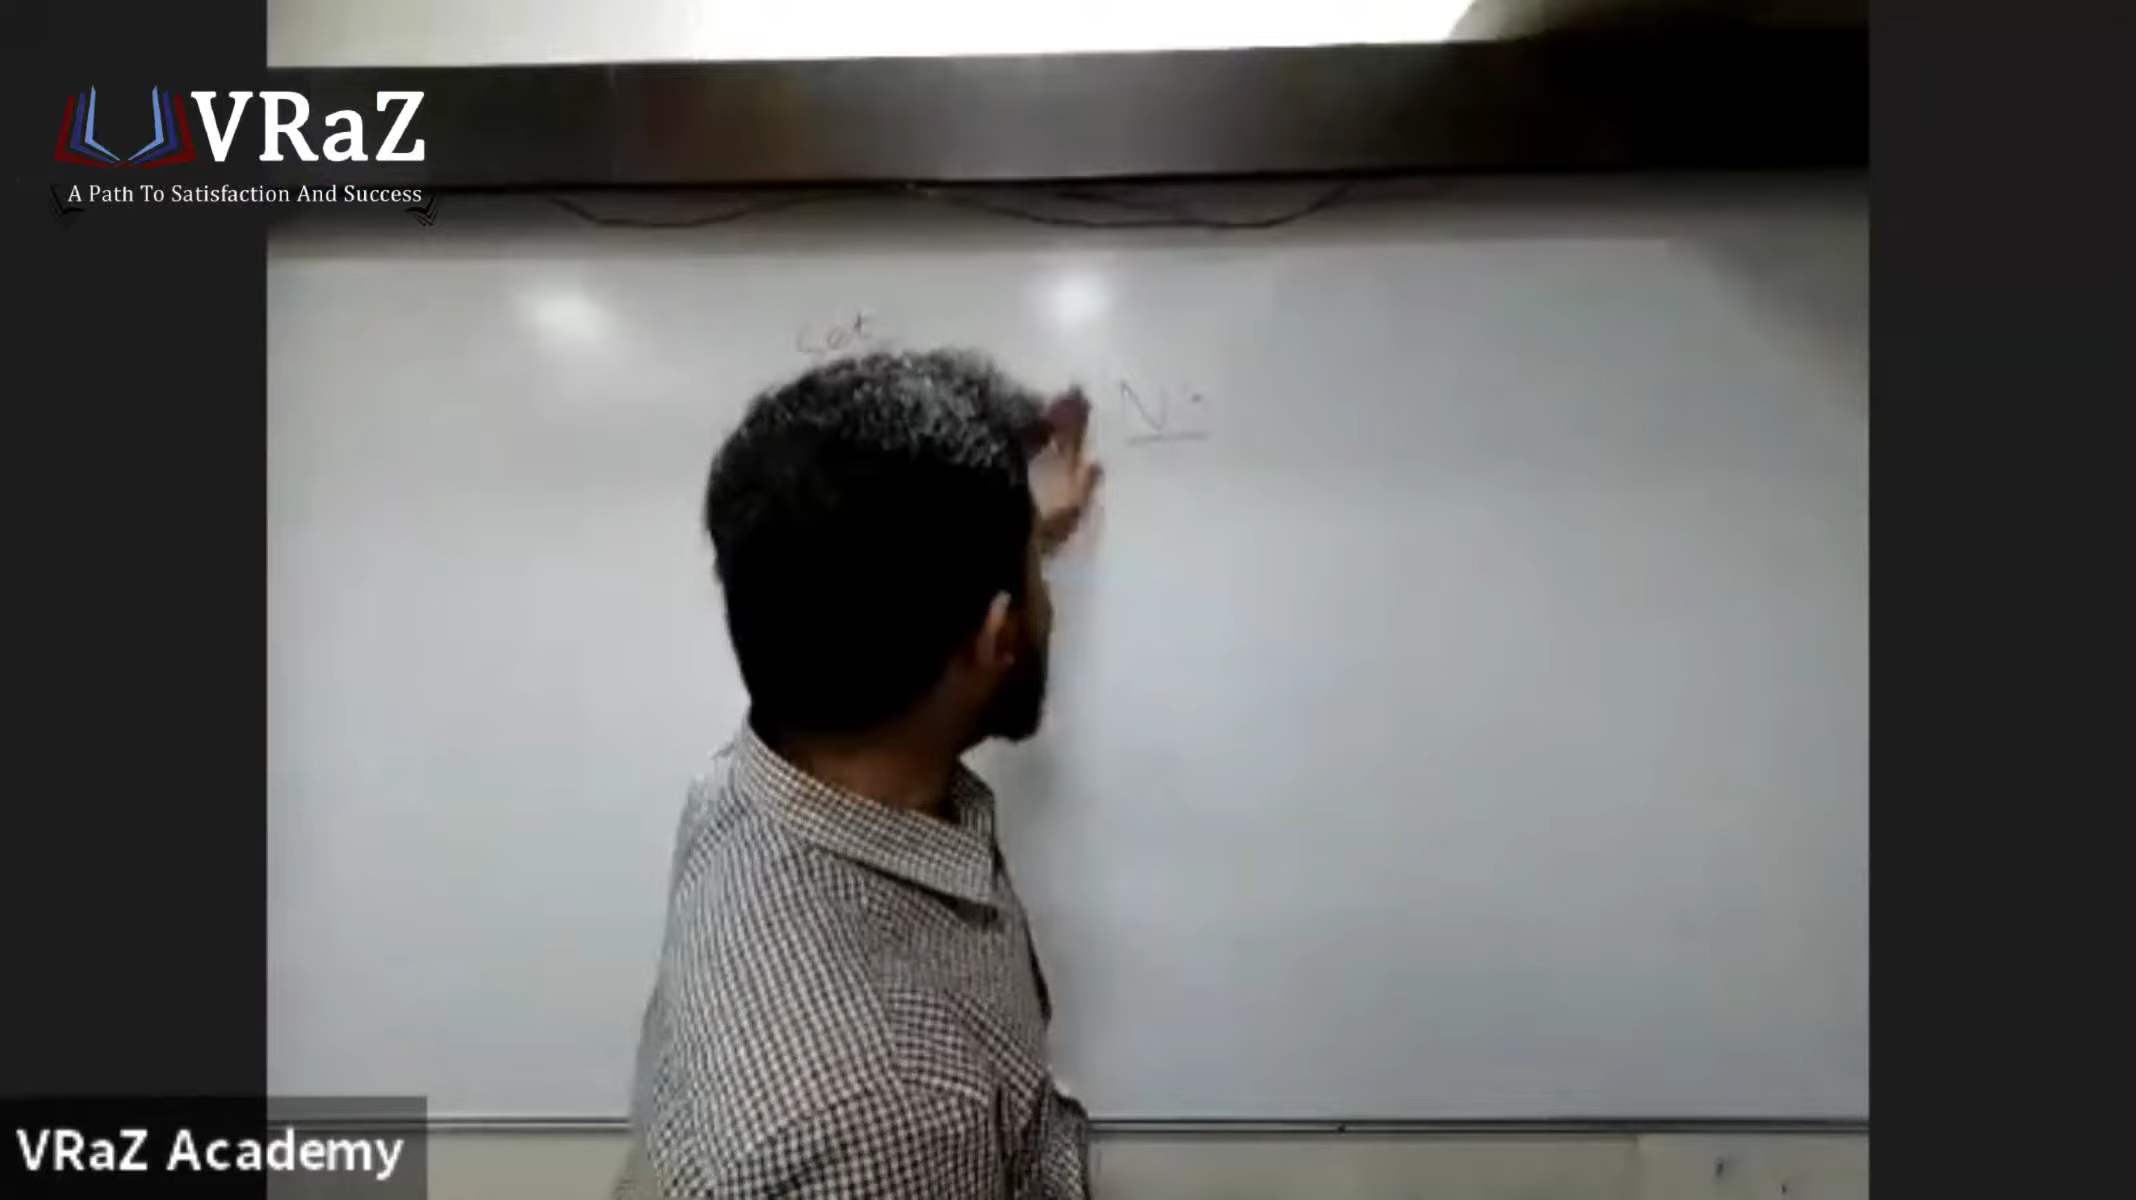 VRaZ
A Path To Satisfaction And Success
set
N:-
VRaZ Academy